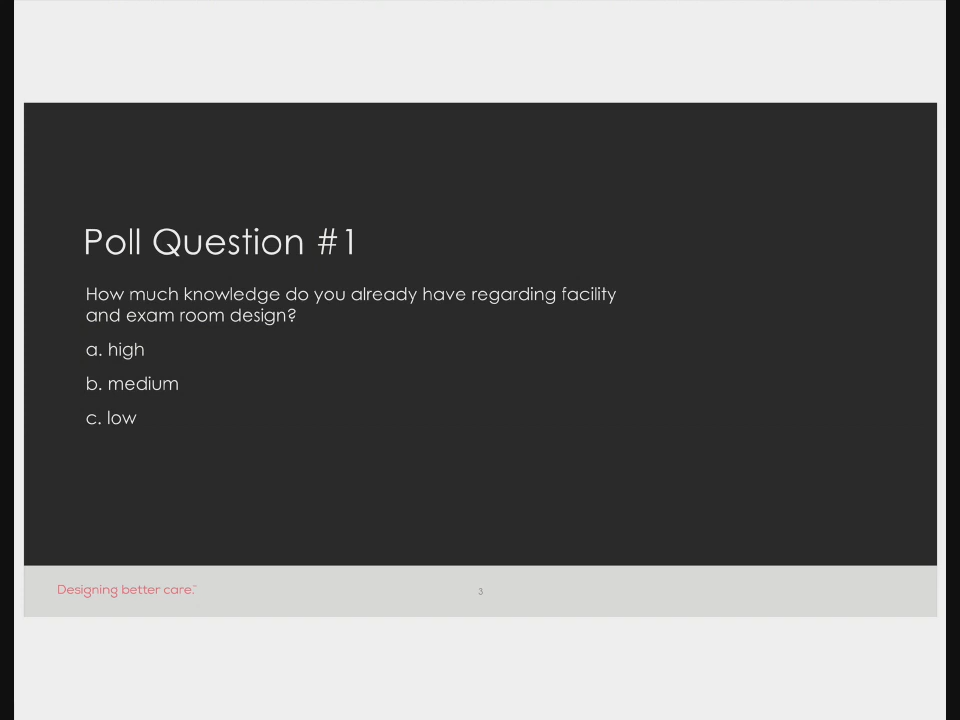 Poll Question #1
How much knowledge do you already have regarding facility
and exam room design?
a. high
b. medium
c. low
Designing better care.™
3